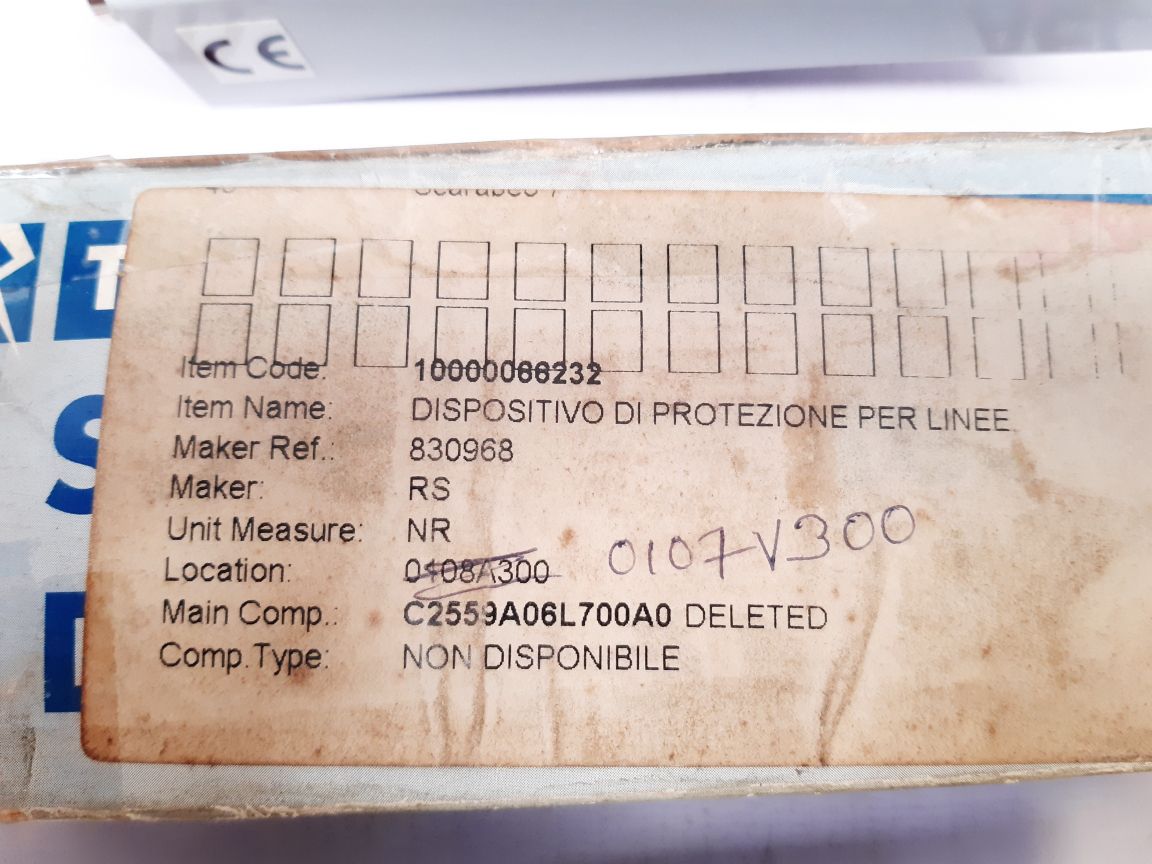 CE
Item Code: 10000066232
Item Name: DISPOSITIVO DI PROTEZIONE PER LINEE
Maker Ref.: 830968
Maker: RS
Unit Measure: NR
Location: 0108A300 0107V300
Main Comp.: C2559A06L700A0 DELETED
Comp.Type: NON DISPONIBILE